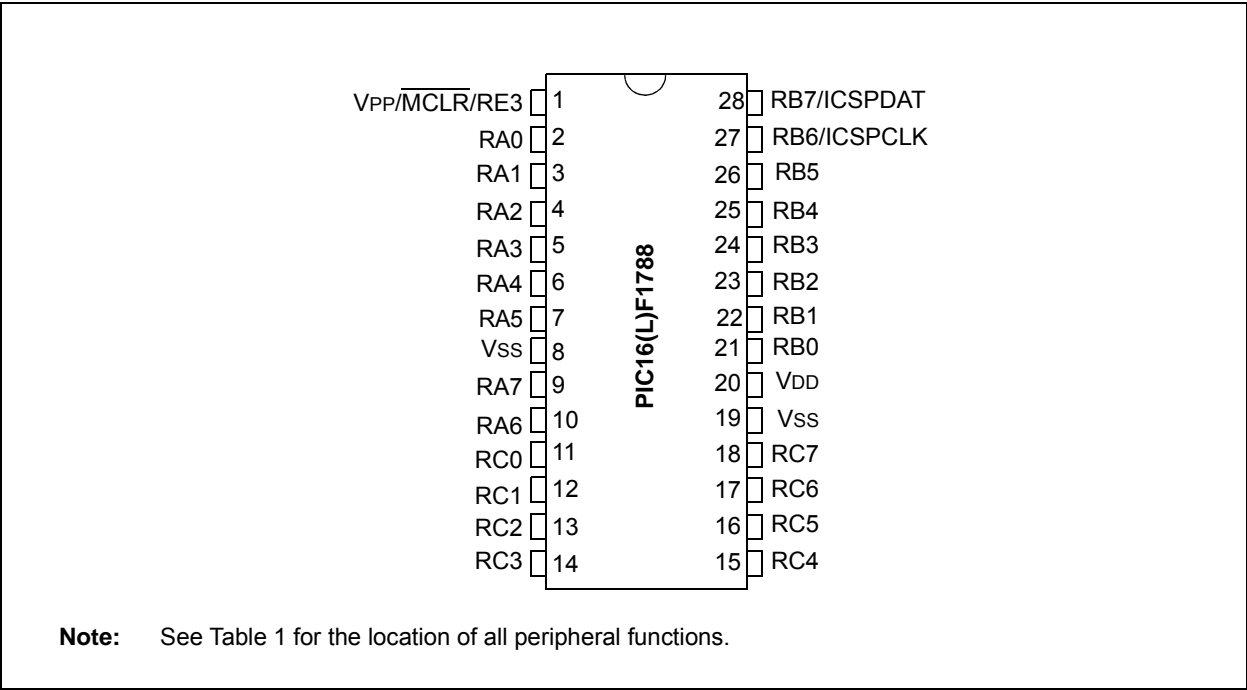 VPP/MCLR/RE3 1 28 RB7/ICSPDAT
RA0 2 27 RB6/ICSPCLK
RA1 3 26 RB5
RA2 4 25 RB4
RA3 5 24 RB3
RA4 6 23 RB2
RA5 7 22 RB1
VSS 8 21 RB0
RA7 9 20 VDD
RA6 10 19 VSS
RC0 11 18 RC7
RC1 12 17 RC6
RC2 13 16 RC5
RC3 14 15 RC4
PIC16(L)F1788
Note: See Table 1 for the location of all peripheral functions.